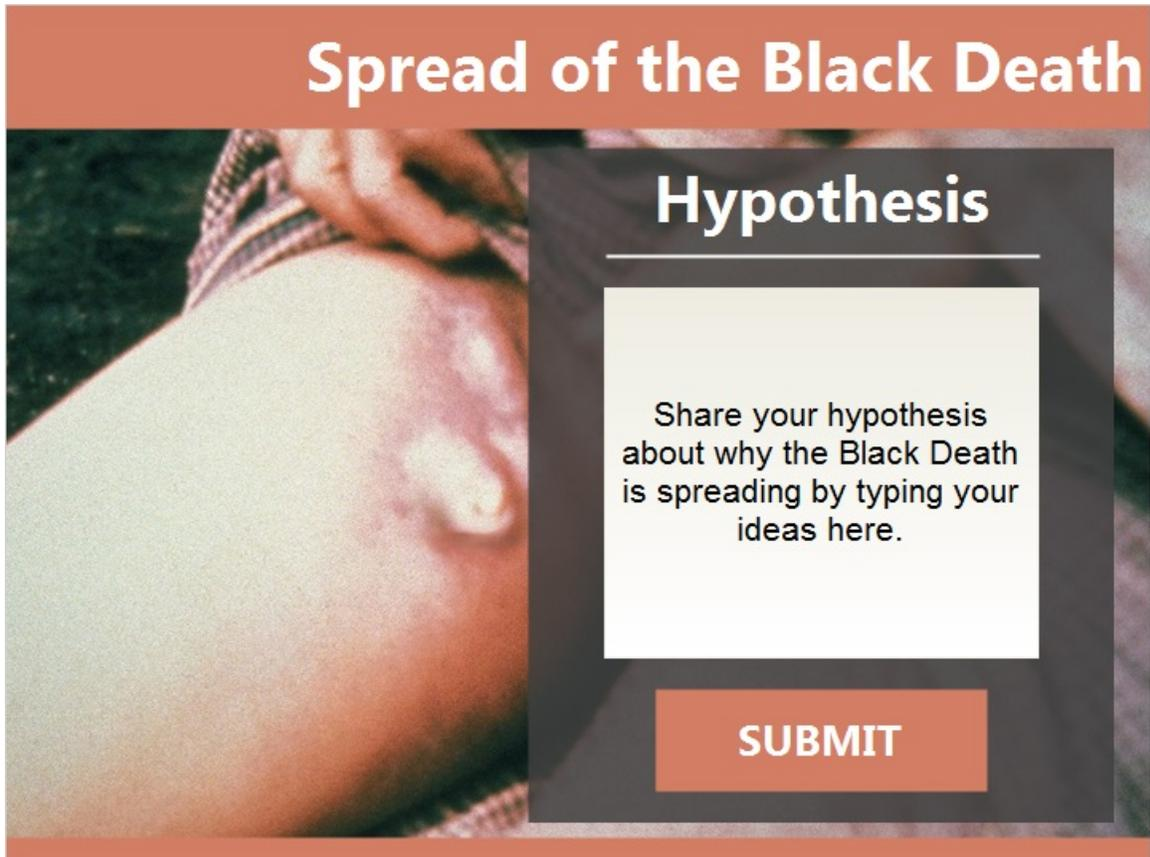 Spread of the Black Death
Hypothesis
Share your hypothesis
about why the Black Death
is spreading by typing your
ideas here.
SUBMIT